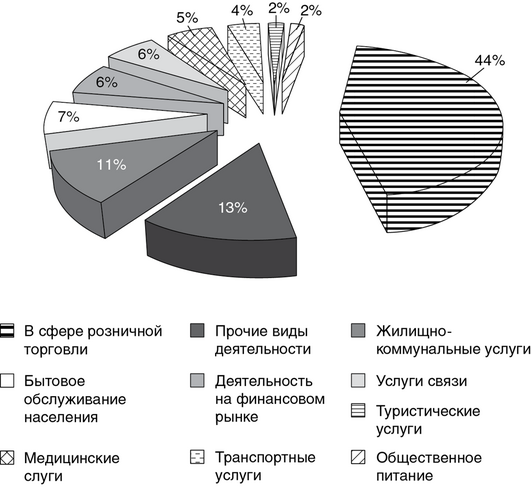 5%
4%
2%
2%
6%
44%
6%
7%
11%
13%
В сфере розничной
торговли
Прочие виды
деятельности
Жилищно-
коммунальные услуги
Бытовое
обслуживание
населения
Деятельность
на финансовом
рынке
Услуги связи
Туристические
услуги
Медицинские
слуги
Транспортные
услуги
Общественное
питание